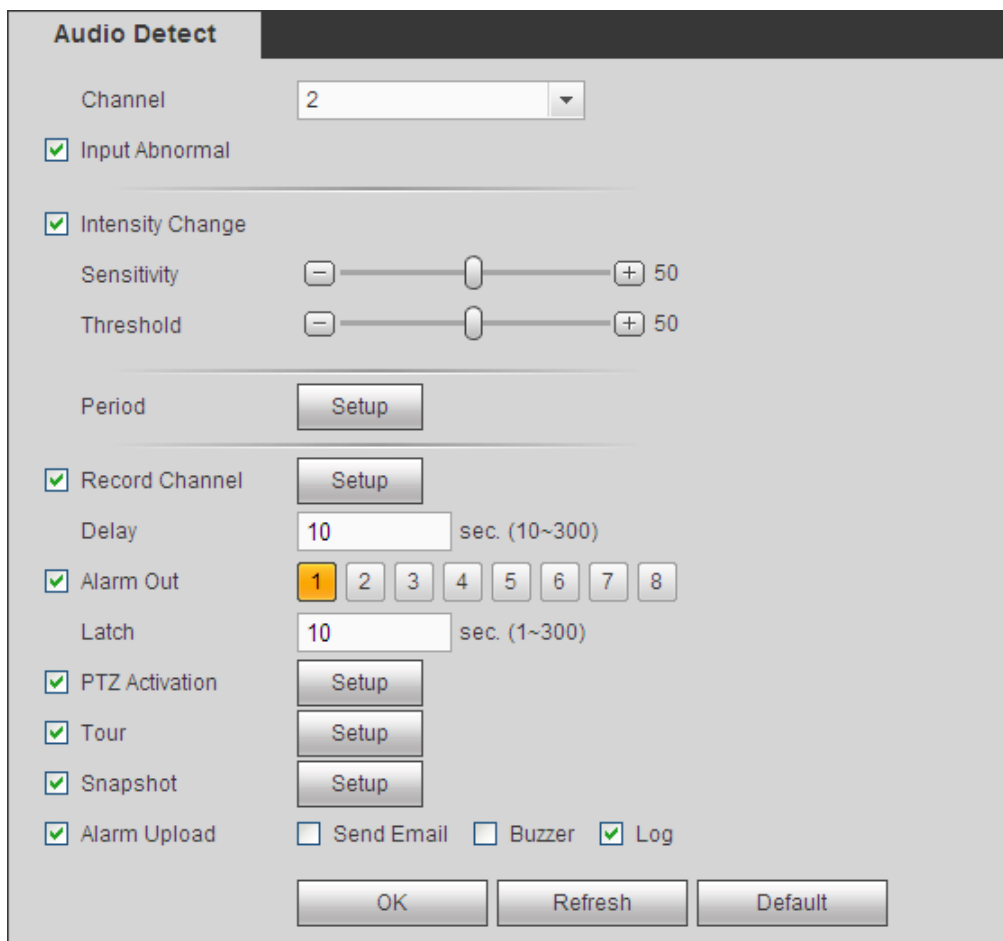 Audio Detect
Channel 2
Input Abnormal
Intensity Change
Sensitivity 50
Threshold 50
Period Setup
Record Channel Setup
Delay 10 sec. (10~300)
Alarm Out 1 2 3 4 5 6 7 8
Latch 10 sec. (1~300)
PTZ Activation Setup
Tour Setup
Snapshot Setup
Alarm Upload Send Email Buzzer Log
OK Refresh Default